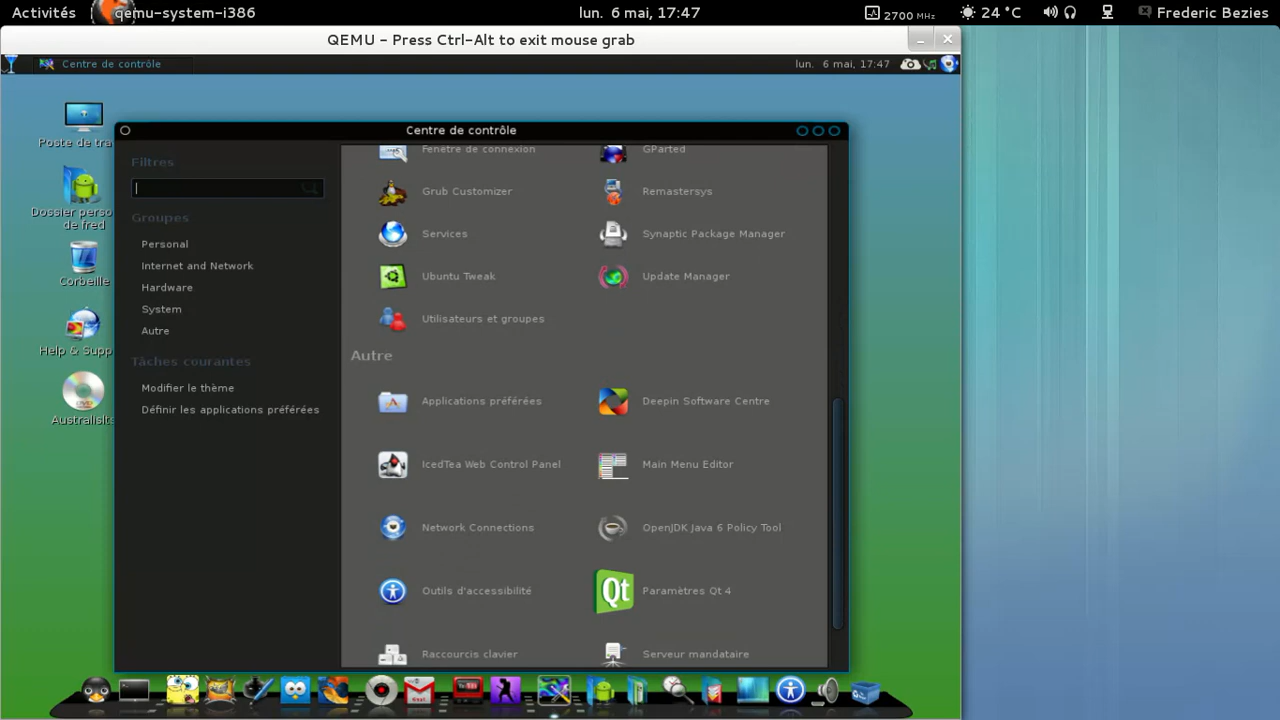 Activités qemu-system-i386 lun. 6 mai, 17:47 2700 MHz 24 °C Frederic Bezies
QEMU – Press Ctrl-Alt to exit mouse grab
Centre de contrôle lun. 6 mai, 17:47
Centre de contrôle
Poste de tra
Dossier perso
de fred
Corbeille
Help & Supp
Filtres
Groupes
Personal
Internet and Network
Hardware
System
Autre
Tâches courantes
Modifier le thème
Définir les applications préférées
Fenêtre de connexion GParted
Grub Customizer Remastersys
Services Synaptic Package Manager
Ubuntu Tweak Update Manager
Utilisateurs et groupes
Autre
Applications préférées Deepin Software Centre
IcedTea Web Control Panel Main Menu Editor
Network Connections OpenJDK Java 6 Policy Tool
Outils d'accessibilité Qt Paramètres Qt 4
Raccourcis clavier Serveur mandataire